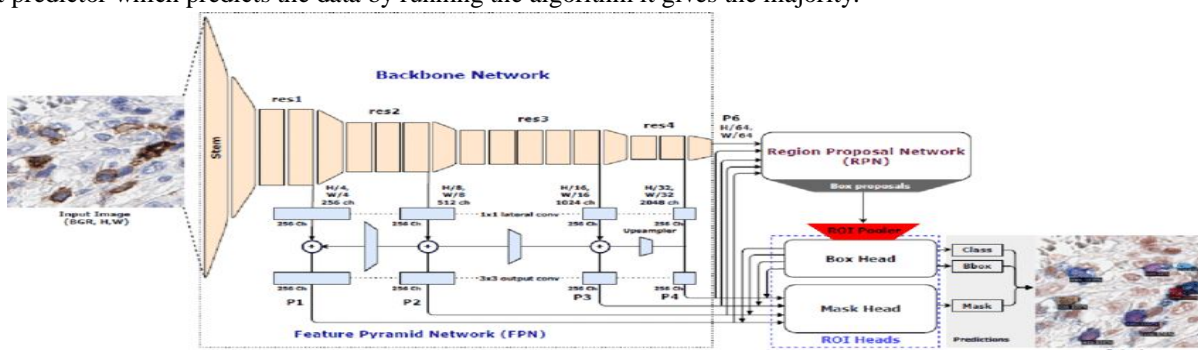 predictor which predicts the data by running the algorithm it gives the majority.
Backbone Network
Stem
res1
res2
res3
res4
P6
H/64,
W/64
Input Image
(BGR, H,W)
H/4,
W/4
256 ch
H/8,
W/8
512 ch
H/16,
W/16
1024 ch
H/32,
W/32
2048 ch
1x1 lateral conv
256 Ch
256 Ch
256 Ch
256 Ch
Upsampler
3x3 output conv
256 Ch
256 Ch
256 Ch
256 Ch
P1
P2
P3
P4
Feature Pyramid Network (FPN)
Region Proposal Network
(RPN)
Box proposals
ROI Pooler
Box Head
Mask Head
ROI Heads
Class
Bbox
Mask
Predictions